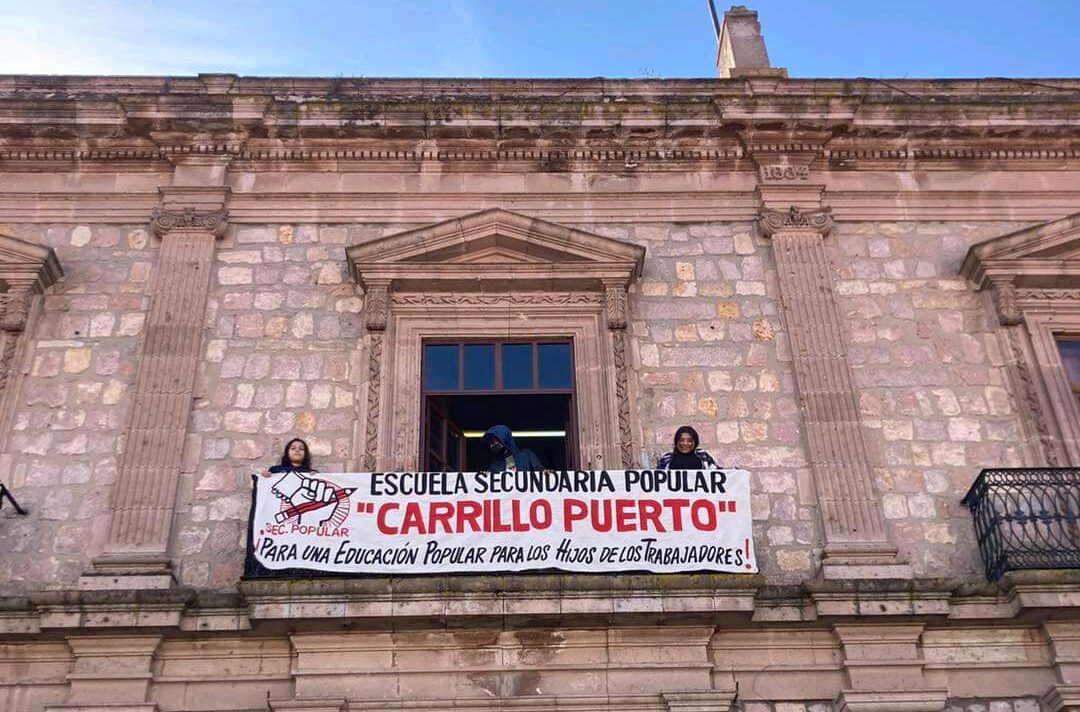 1884
ESCUELA SECUNDARIA POPULAR
"CARRILLO PUERTO"
SEC. POPULAR
¡PARA UNA EDUCACIÓN POPULAR PARA LOS HIJOS DE LOS TRABAJADORES!